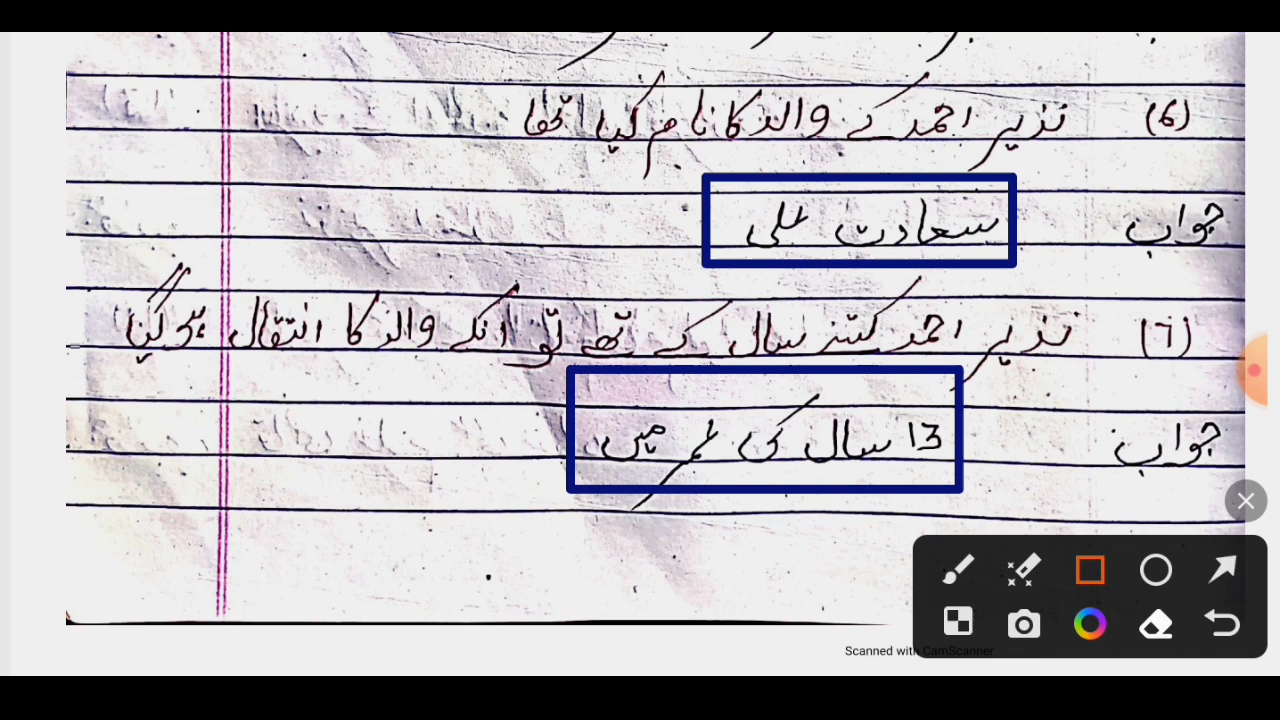 (6) نذیر احمد کے والد کا نام کیا تھا
جواب سعادت علی
(7) نذیر احمد کتنے سال کے تھے تو انکے والد کا انتقال ہو گیا
جواب 13 سال کی عمر میں
Scanned with CamScanner